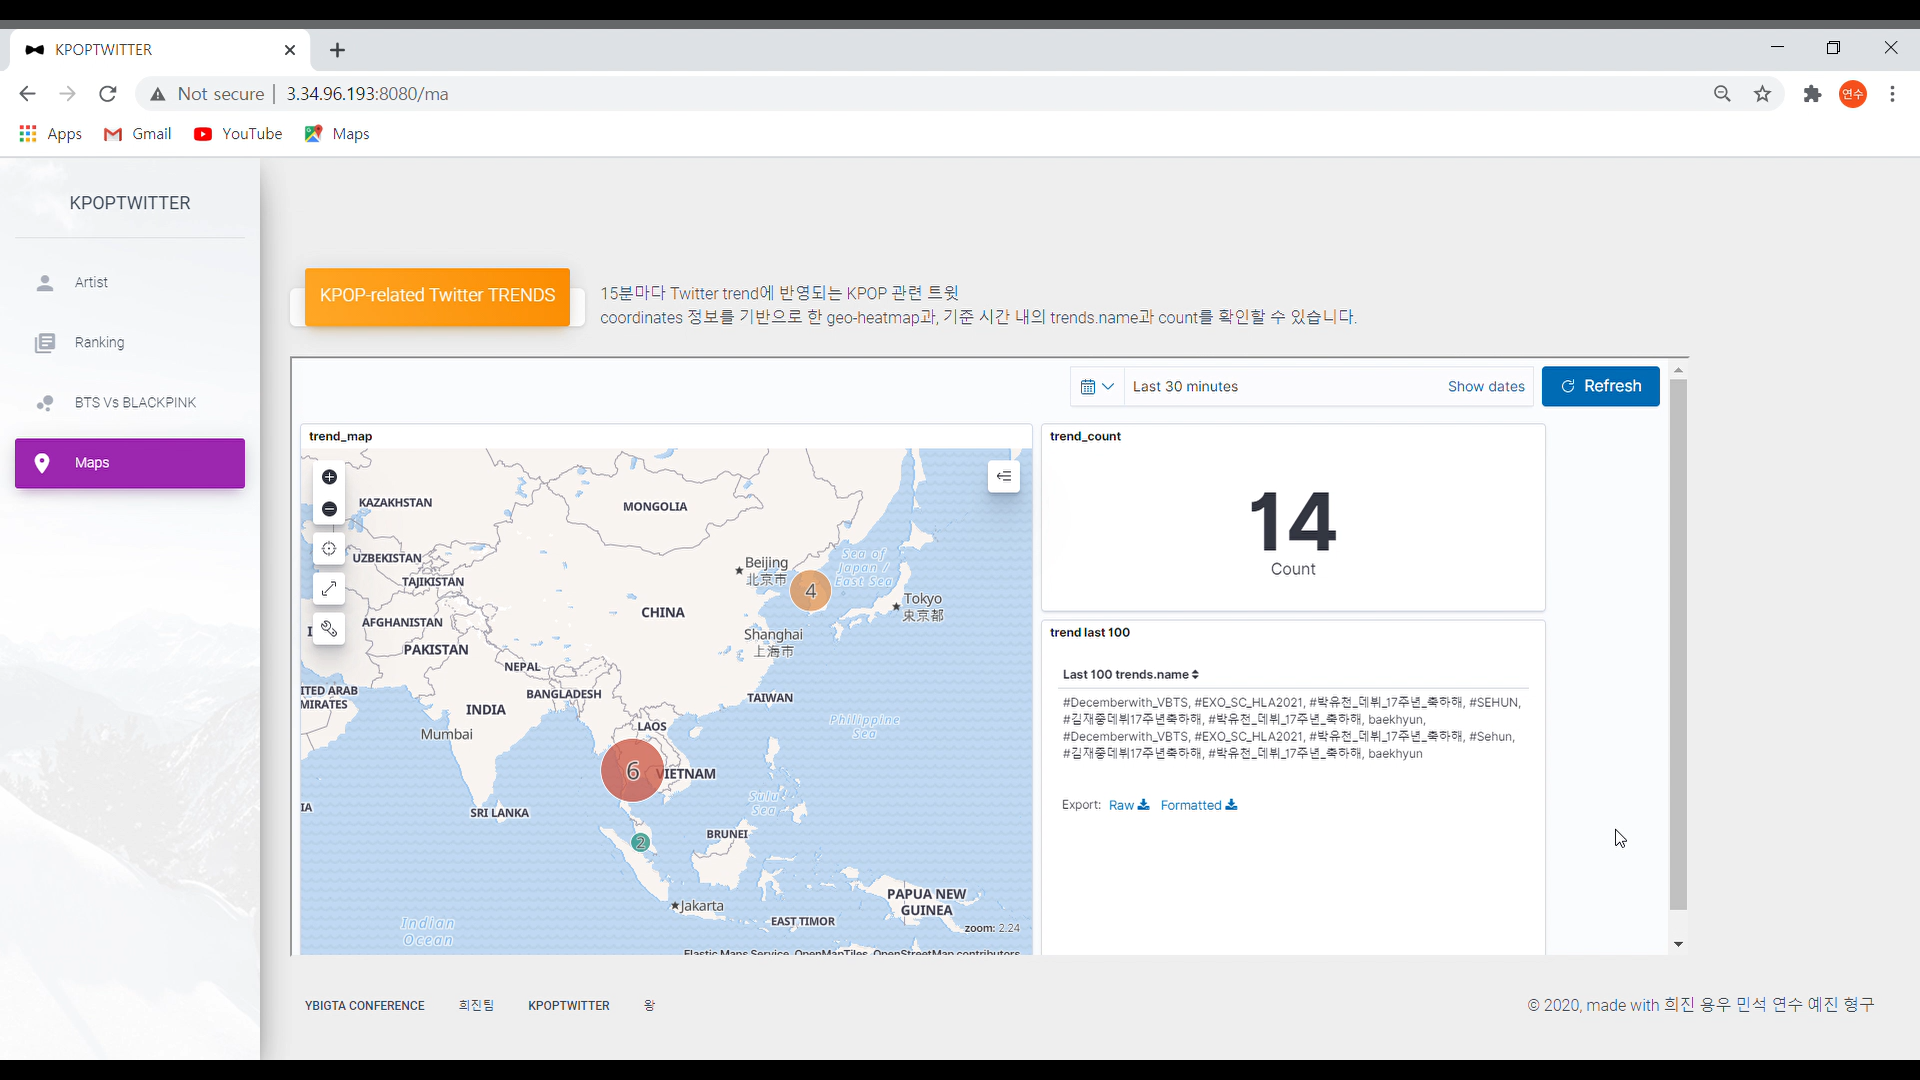 KPOPTWITTER
Not secure | 3.34.96.193:8080/ma
연수
Apps Gmail YouTube Maps
KPOPTWITTER
Artist
Ranking
BTS Vs BLACKPINK
Maps
KPOP-related Twitter TRENDS
15분마다 Twitter trend에 반영되는 KPOP 관련 트윗
coordinates 정보를 기반으로 한 geo-heatmap과, 기준 시간 내의 trends.name과 count를 확인할 수 있습니다.
Last 30 minutes Show dates Refresh
trend_map
KAZAKHSTAN
MONGOLIA
UZBEKISTAN
TAJIKISTAN
Beijing
北京市
Sea of
Japan /
East Sea
4
Tokyo
東京都
CHINA
AFGHANISTAN
PAKISTAN
Shanghai
上海市
NEPAL
BANGLADESH
TAIWAN
ITED ARAB
MIRATES
INDIA
LAOS
Philippine
Sea
Mumbai
6
VIETNAM
Sulu
Sea
IA
SRI LANKA
2
BRUNEI
PAPUA NEW
GUINEA
Jakarta
EAST TIMOR
Indian
Ocean
zoom: 2.24
Elastic Maps Service, OpenMapTiles, OpenStreetMap contributors
trend_count
14
Count
trend last 100
Last 100 trends.name
#Decemberwith_VBTS, #EXO_SC_HLA2021, #박유천_데뷔_17주년_축하해, #SEHUN,
#김재중데뷔17주년축하해, #박유천_데뷔_17주년_축하해, baekhyun,
#Decemberwith_VBTS, #EXO_SC_HLA2021, #박유천_데뷔_17주년_축하해, #Sehun,
#김재중데뷔17주년축하해, #박유천_데뷔_17주년_축하해, baekhyun
Export: Raw Formatted
YBIGTA CONFERENCE 희진팀 KPOPTWITTER 왕
© 2020, made with 희진 용우 민석 연수 예진 형구